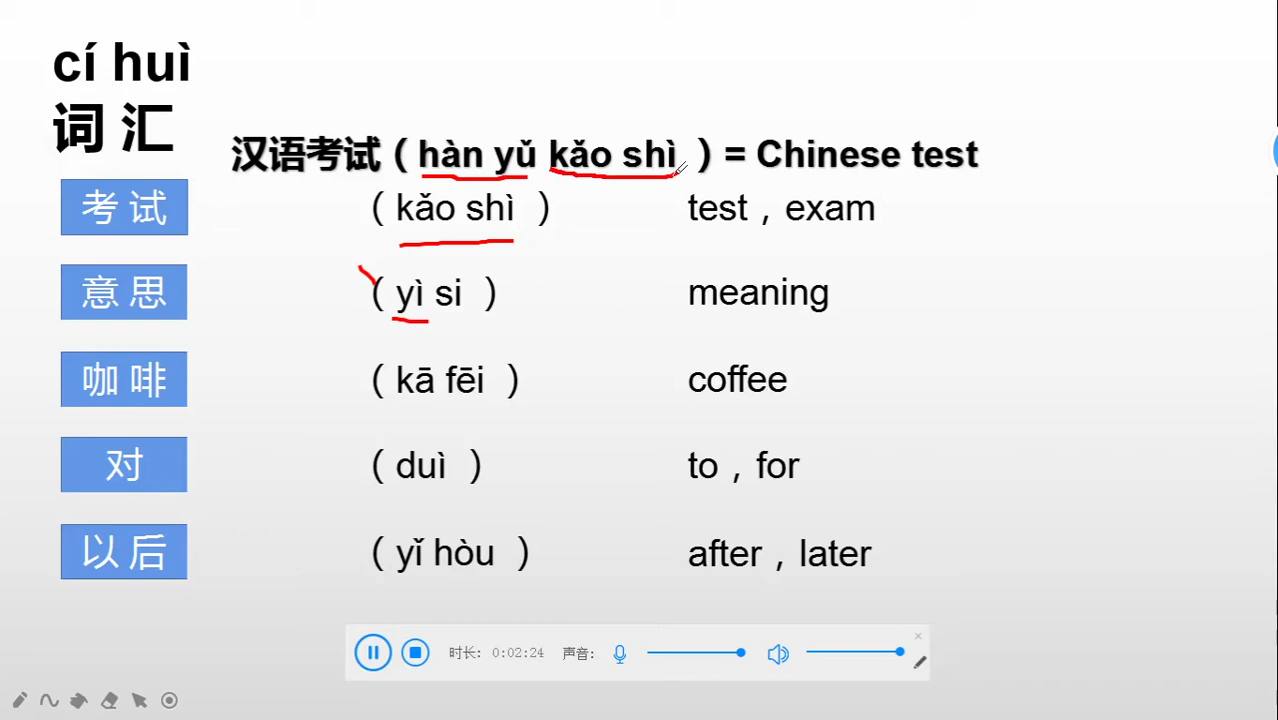 cí huì
词 汇
汉语考试（hàn yǔ kǎo shì ）= Chinese test
考 试 （ kǎo shì ） test，exam
意 思 （ yì si ） meaning
咖 啡 （ kā fēi ） coffee
对 （ duì ） to，for
以 后 （ yǐ hòu ） after，later
时长: 0:02:24 声音: